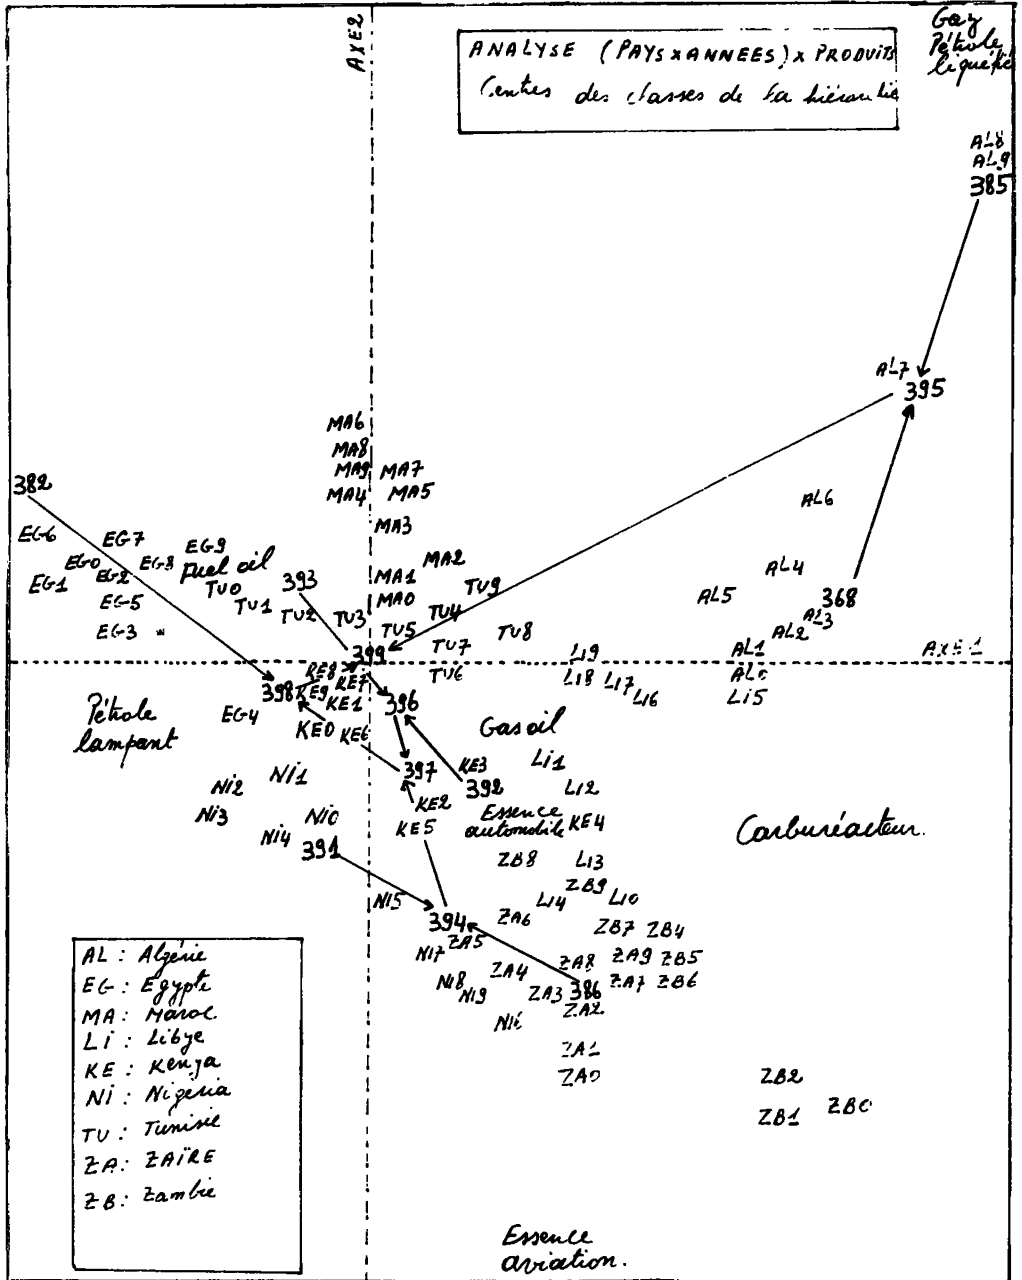 AXE2
Gaz
Pétrole
liquéfié
ANALYSE (PAYS x ANNEES) x PRODUITS
Centres des classes de la hiérarchie
AL8
AL9
385
AL7
395
MA6
MA8
MA9 MA7
MA4 MA5
382
AL6
MA3
EG6 EG7 EG9
EG0 EG2 EG8 fuel oil
MA2
AL4
EG1
TU0
393
MA1
TU9
EG5
TU1
MA0
AL5
368
TU2 TU3 TU4
AL3
EG3
TU5
TU8
AL2
399
TU7
LI9
AL1
AXE 1
KE8
TU6
LI8 LI7
AL0
398 KE9 KE7
LI6
LI5
KE1
396
Pétrole
lampant
EG4
KE0 KE6
Gasoil
NI1
397
KE3
LI1
NI2
392
LI2
NI3
NI0
KE2
Essence
automobile
KE4
KE5
Carburéacteur.
NI4
391
ZB8
LI3
ZB9
NI5
LI4
LI0
394
ZA6
ZB7 ZB4
NI7 ZA5
ZA8 ZA9 ZB5
NI8 ZA4
ZA7 ZB6
NI9 ZA3 386
ZA2
NI6
ZA1
ZA0
ZB2
ZB1 ZB0
AL : Algérie
EG : Egypte
MA : Maroc
Li : Libye
KE : Kenya
Ni : Nigéria
TU : Tunisie
ZA : ZAÏRE
ZB : Zambie
Essence
aviation.